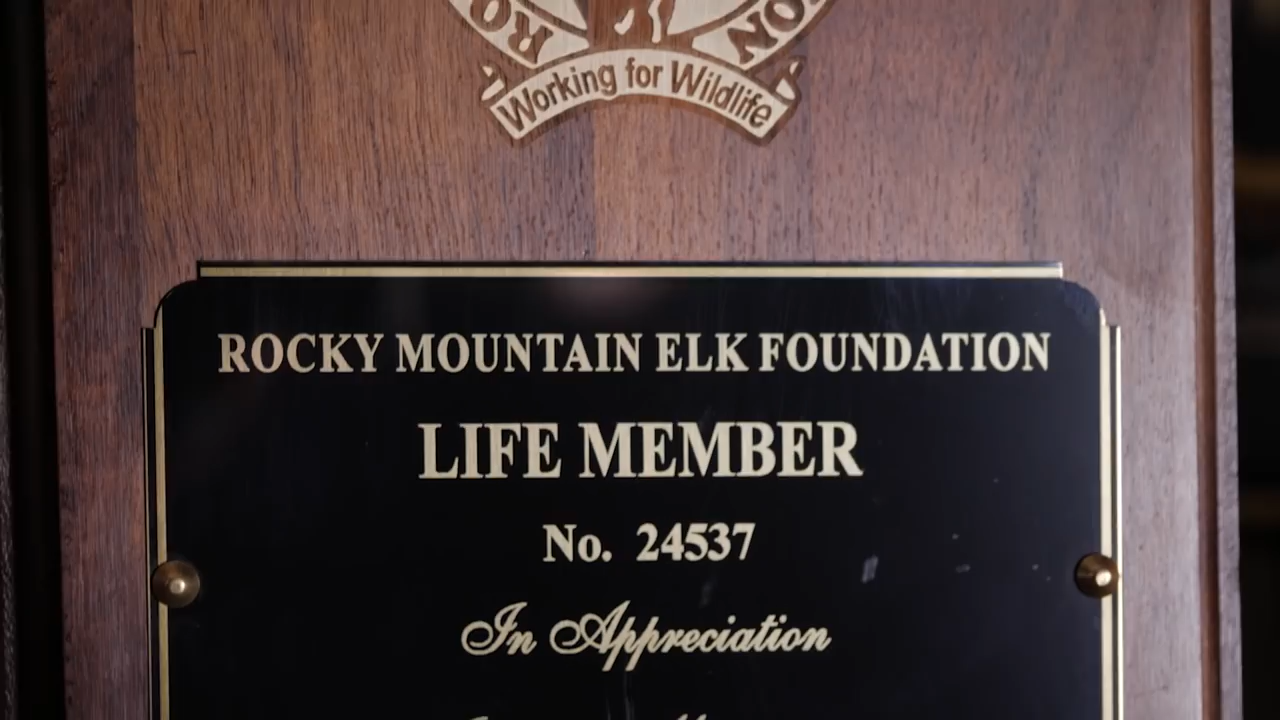 Working for Wildlife
ROCKY MOUNTAIN ELK FOUNDATION
LIFE MEMBER
No. 24537
In Appreciation